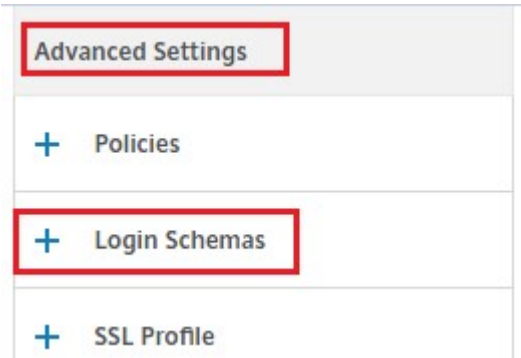 Advanced Settings
+ Policies
+ Login Schemas
+ SSL Profile